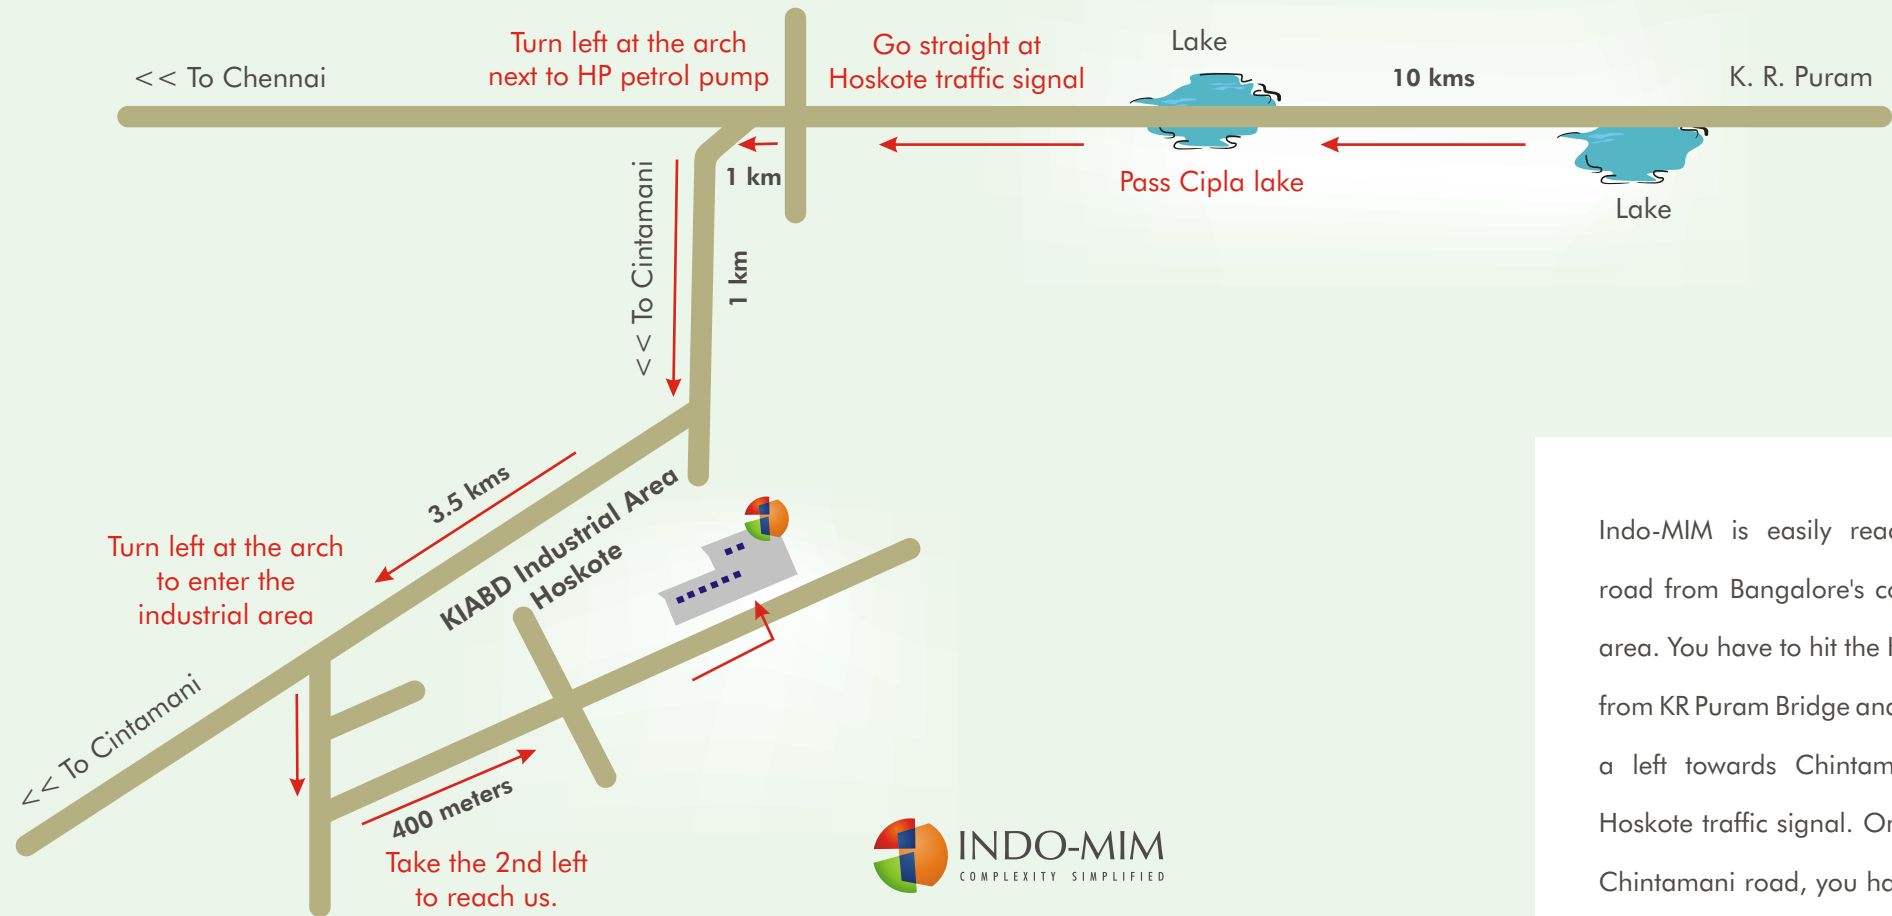 << To Chennai
Turn left at the arch
next to HP petrol pump
Go straight at
Hoskote traffic signal
Lake
10 kms
K. R. Puram
1 km
Pass Cipla lake
Lake
<< To Cintamani
1 km
3.5 kms
KIABD Industrial Area
Hoskote
Turn left at the arch
to enter the
industrial area
<< To Cintamani
400 meters
Take the 2nd left
to reach us.
INDO-MIM
COMPLEXITY SIMPLIFIED
Indo-MIM is easily
road from Bangalore's
area. You have to hit the
from KR Puram Bridge
a left towards
Hoskote traffic signal.
Chintamani road, you